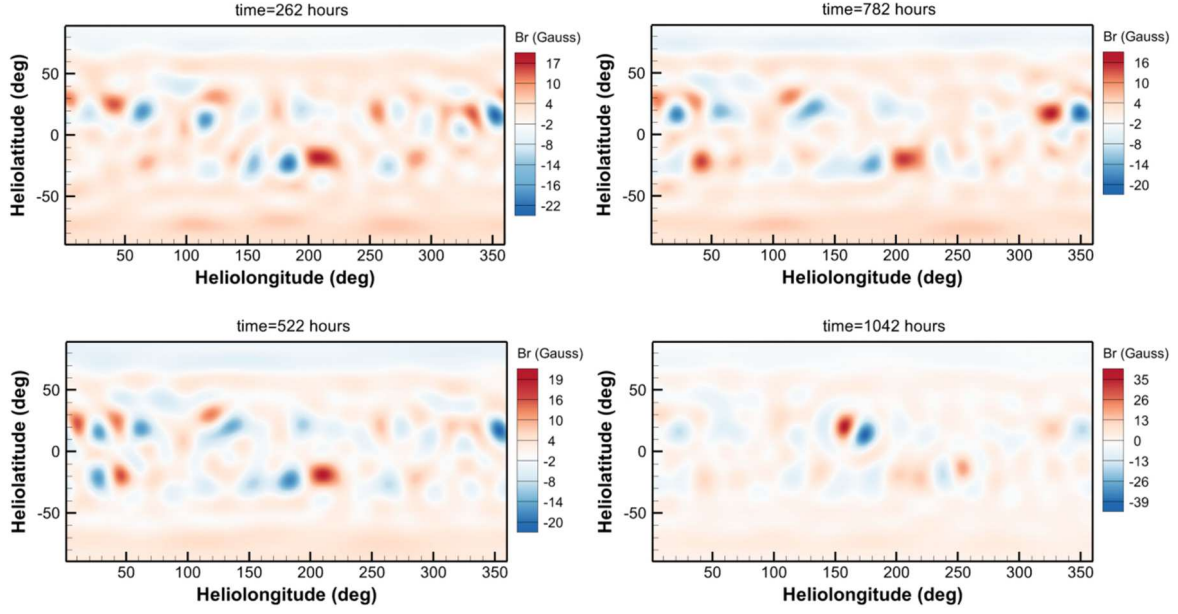 time=262 hours
Br (Gauss)
17
10
4
-2
-8
-14
-16
-22
50
0
-50
Heliolatitude (deg)
50 100 150 200 250 300 350
Heliolongitude (deg)
time=782 hours
Br (Gauss)
16
10
4
-2
-8
-14
-20
50
0
-50
Heliolatitude (deg)
50 100 150 200 250 300 350
Heliolongitude (deg)
time=522 hours
Br (Gauss)
19
16
10
4
-2
-8
-14
-20
50
0
-50
Heliolatitude (deg)
50 100 150 200 250 300 350
Heliolongitude (deg)
time=1042 hours
Br (Gauss)
35
26
13
0
-13
-26
-39
50
0
-50
Heliolatitude (deg)
50 100 150 200 250 300 350
Heliolongitude (deg)